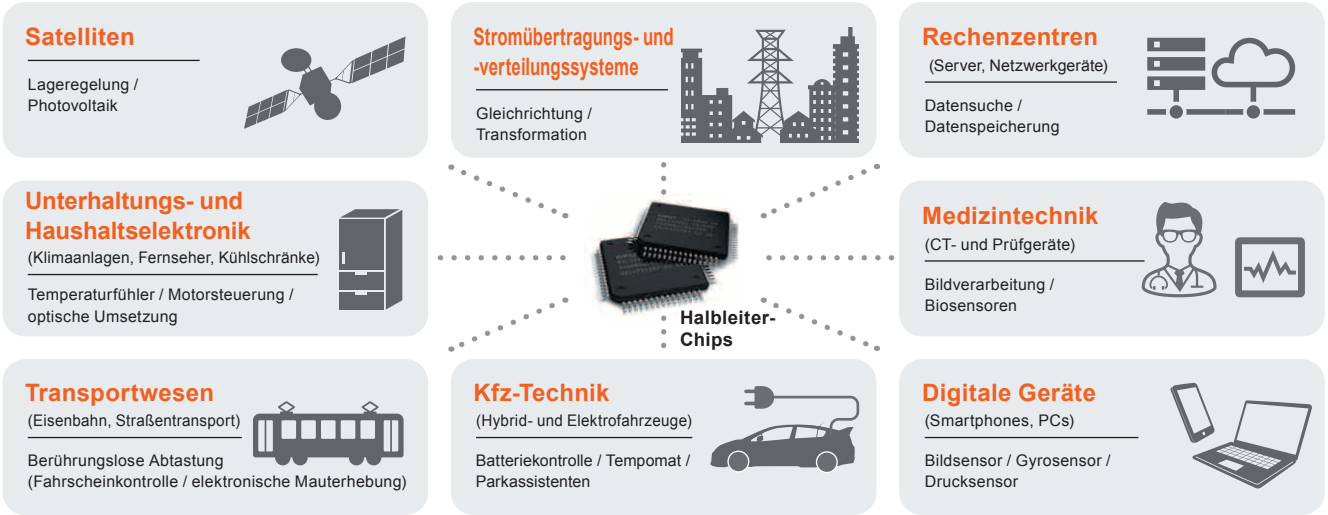 Satelliten
Lageregelung /
Photovoltaik
Stromübertragungs- und
-verteilungssysteme
Gleichrichtung /
Transformation
Rechenzentren
(Server, Netzwerkgeräte)
Datensuche /
Datenspeicherung
Unterhaltungs- und
Haushaltselektronik
(Klimaanlagen, Fernseher, Kühlschränke)
Temperaturfühler / Motorsteuerung /
optische Umsetzung
Halbleiter-
Chips
Medizintechnik
(CT- und Prüfgeräte)
Bildverarbeitung /
Biosensoren
Transportwesen
(Eisenbahn, Straßentransport)
Berührungslose Abtastung
(Fahrscheinkontrolle / elektronische Mauterhebung)
Kfz-Technik
(Hybrid- und Elektrofahrzeuge)
Batteriekontrolle / Tempomat /
Parkassistenten
Digitale Geräte
(Smartphones, PCs)
Bildsensor / Gyrosensor /
Drucksensor